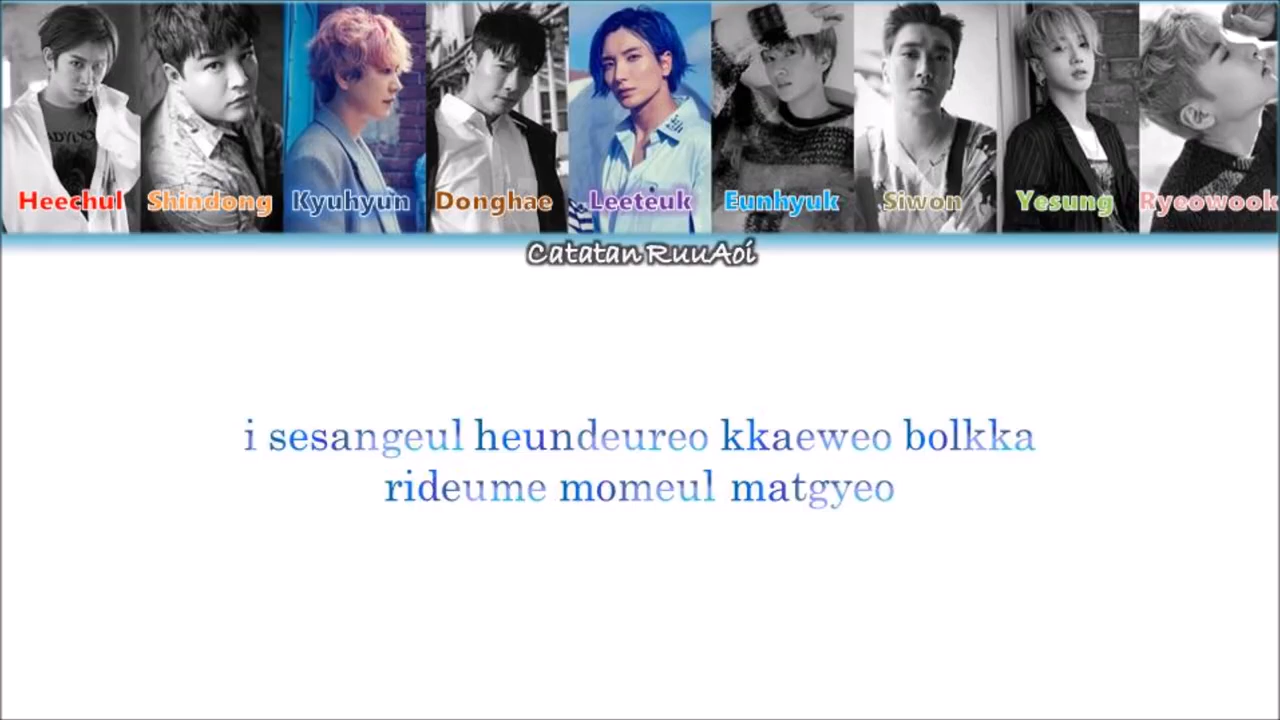 Heechul Shindong Kyuhyun Donghae Leeteuk Eunhyuk Siwon Yesung Ryeowook
Catatan RuuAoi
i sesangeul heundeureo kkaeweo bolkka
rideume momeul matgyeo